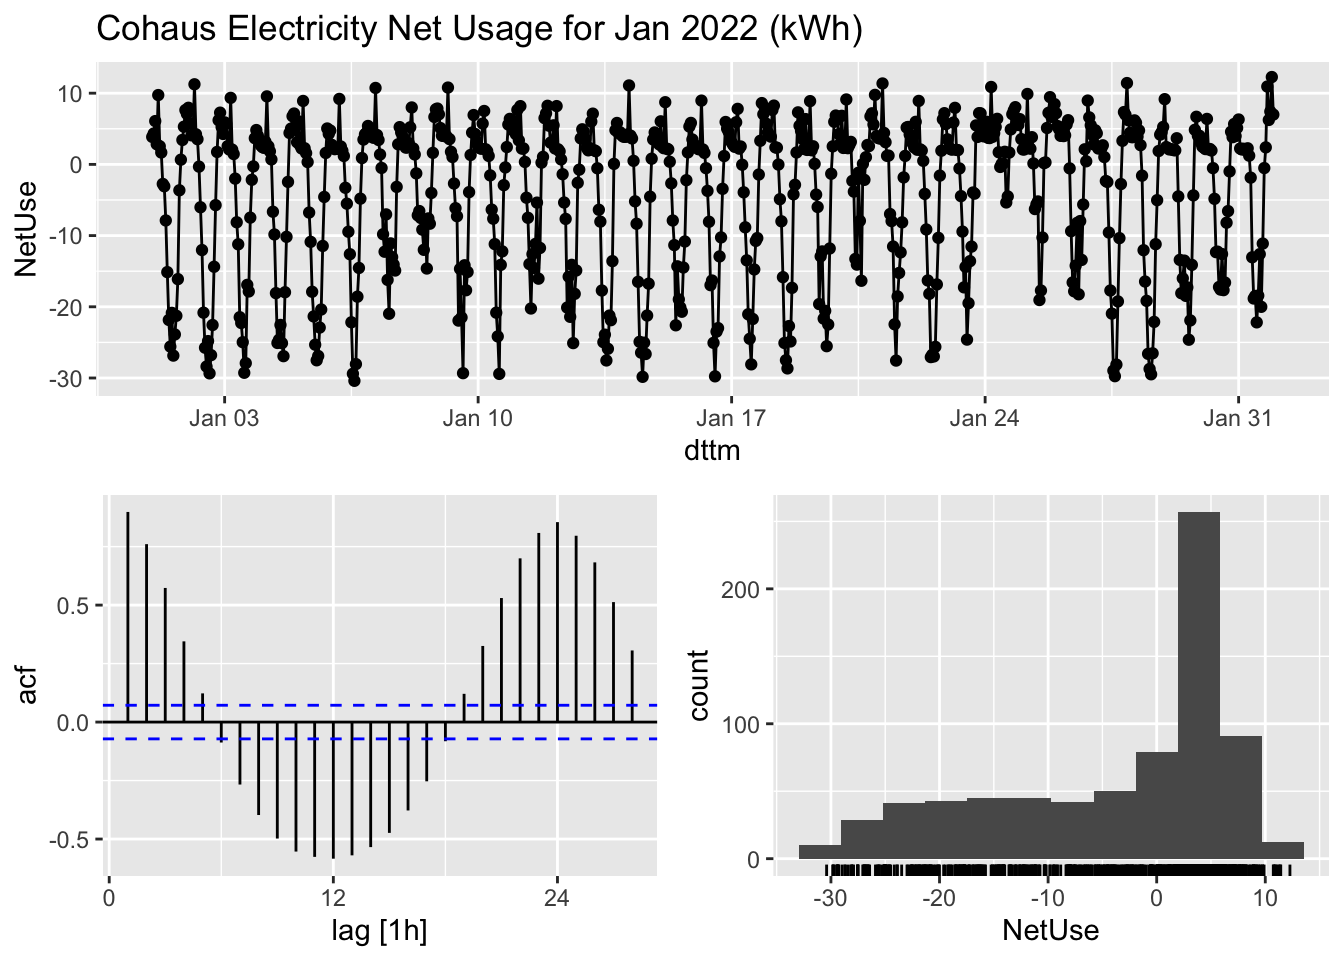 Cohaus Electricity Net Usage for Jan 2022 (kWh)
NetUse
10
0
-10
-20
-30
Jan 03 Jan 10 Jan 17 Jan 24 Jan 31
dttm
acf
0.5
0.0
-0.5
0 12 24
lag [1h]
count
200
100
0
-30 -20 -10 0 10
NetUse